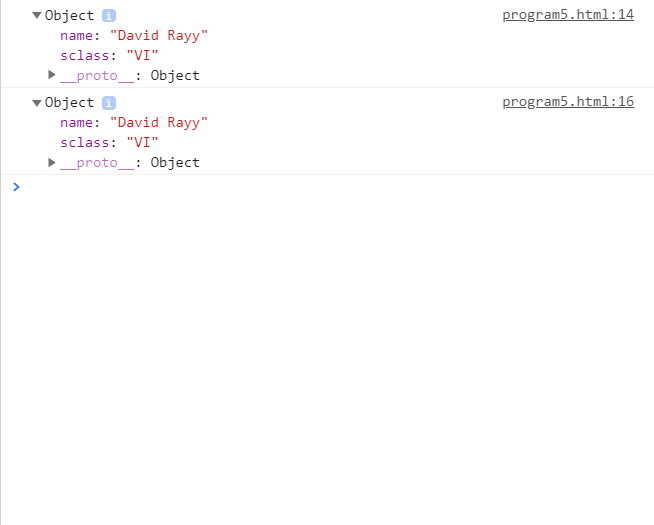 Object i program5.html:14
name: "David Rayy"
sclass: "VI"
__proto__: Object
Object i program5.html:16
name: "David Rayy"
sclass: "VI"
__proto__: Object